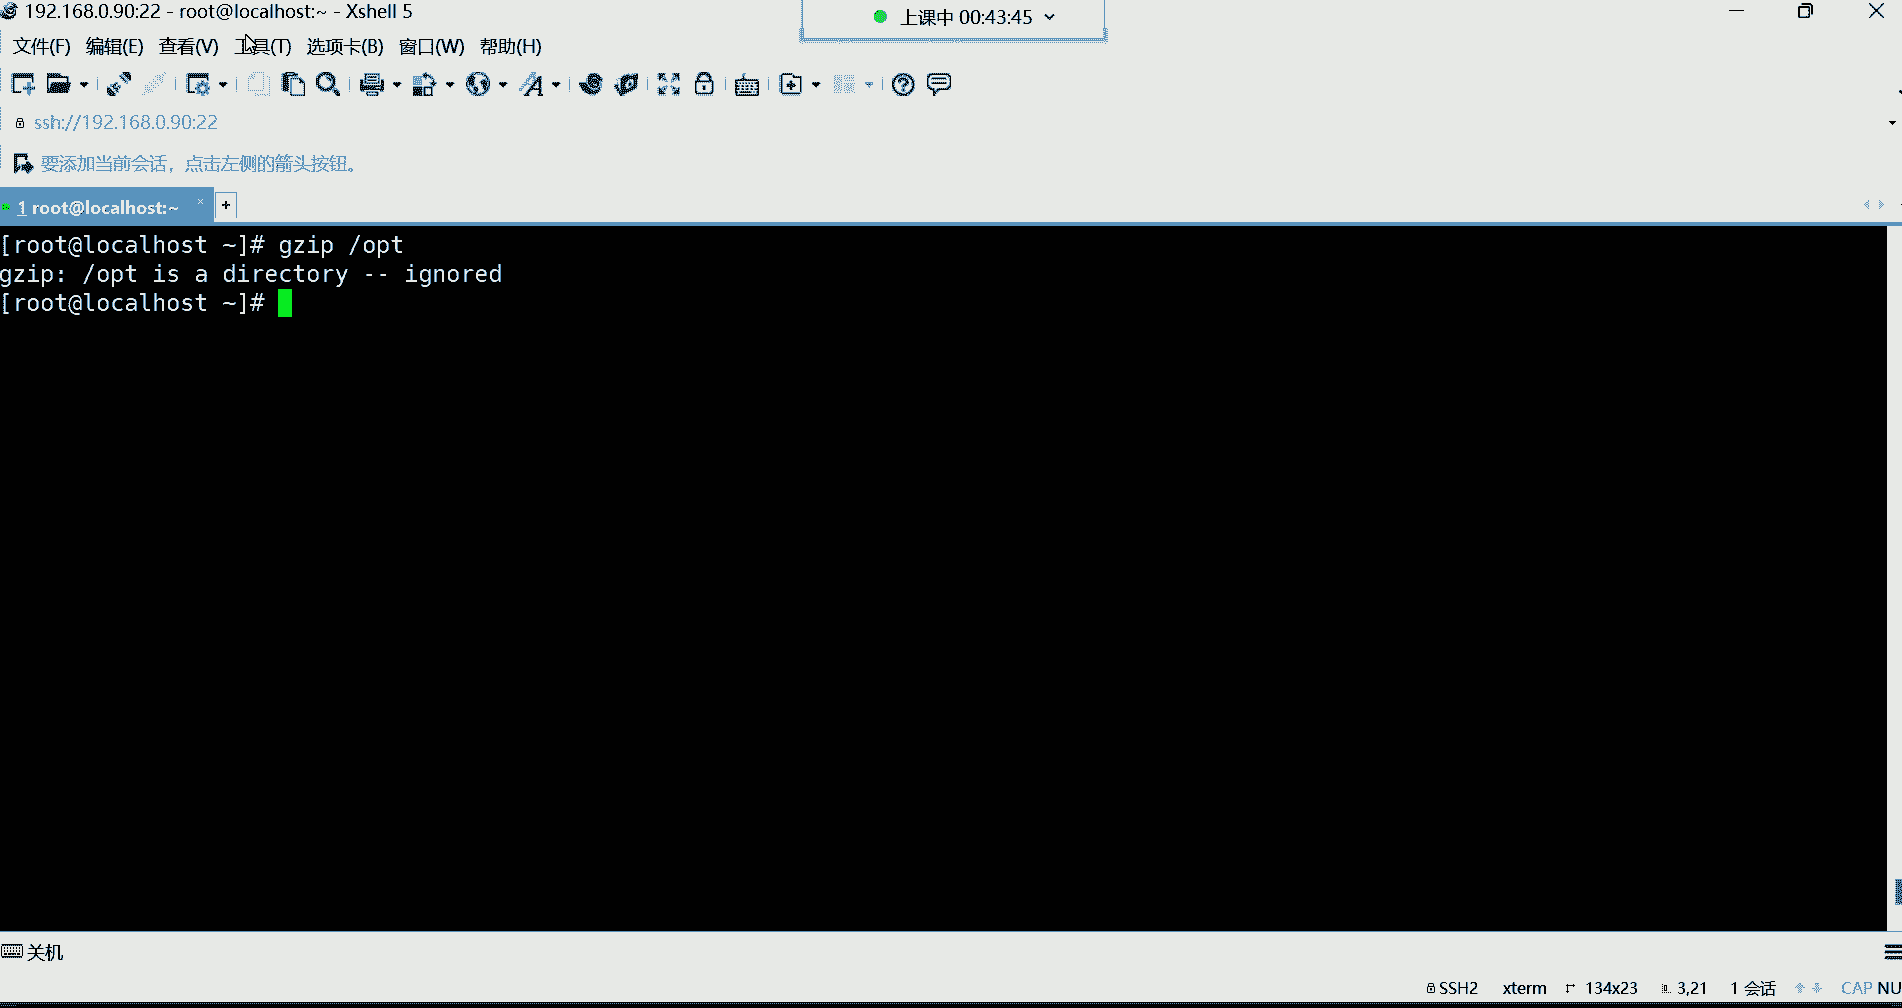 192.168.0.90:22 - root@localhost:~ - Xshell 5
上课中 00:43:45
文件(F) 编辑(E) 查看(V) 工具(T) 选项卡(B) 窗口(W) 帮助(H)
ssh://192.168.0.90:22
要添加当前会话，点击左侧的箭头按钮。
1 root@localhost:~ × +
[root@localhost ~]# gzip /opt
gzip: /opt is a directory -- ignored
[root@localhost ~]#
关机
SSH2 xterm 134x23 3,21 1 会话 CAP NU